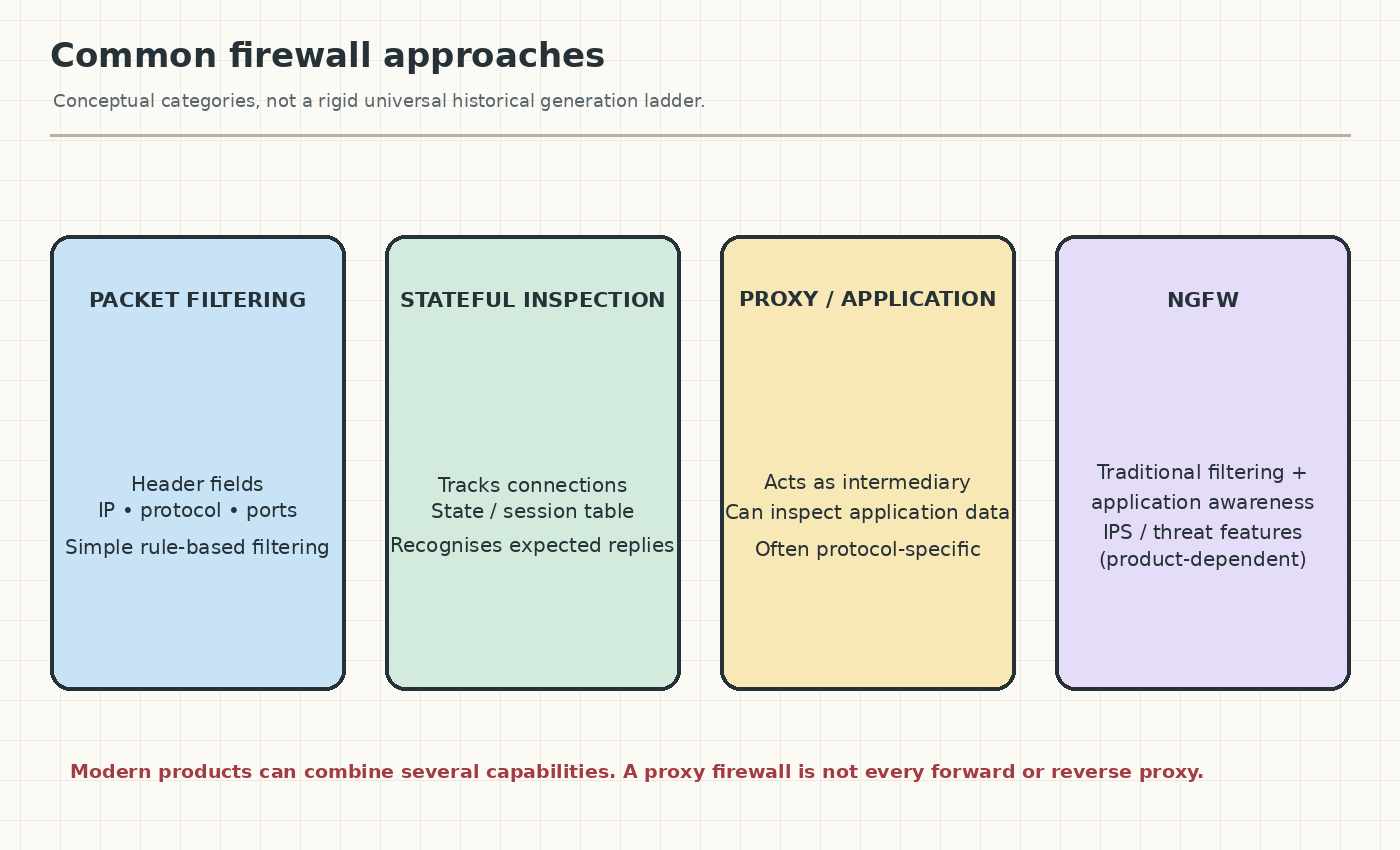 Common firewall approaches
Conceptual categories, not a rigid universal historical generation ladder.
PACKET FILTERING
Header fields
IP • protocol • ports
Simple rule-based filtering
STATEFUL INSPECTION
Tracks connections
State / session table
Recognises expected replies
PROXY / APPLICATION
Acts as intermediary
Can inspect application data
Often protocol-specific
NGFW
Traditional filtering +
application awareness
IPS / threat features
(product-dependent)
Modern products can combine several capabilities. A proxy firewall is not every forward or reverse proxy.